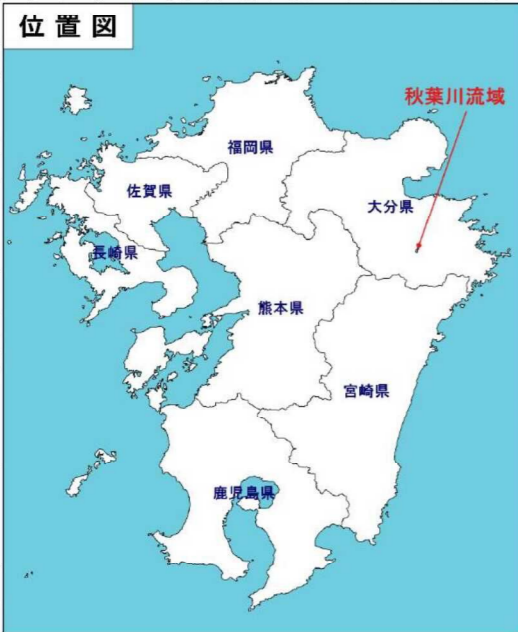 位置図
秋葉川流域
福岡県
佐賀県
大分県
長崎県
熊本県
宮崎県
鹿児島県